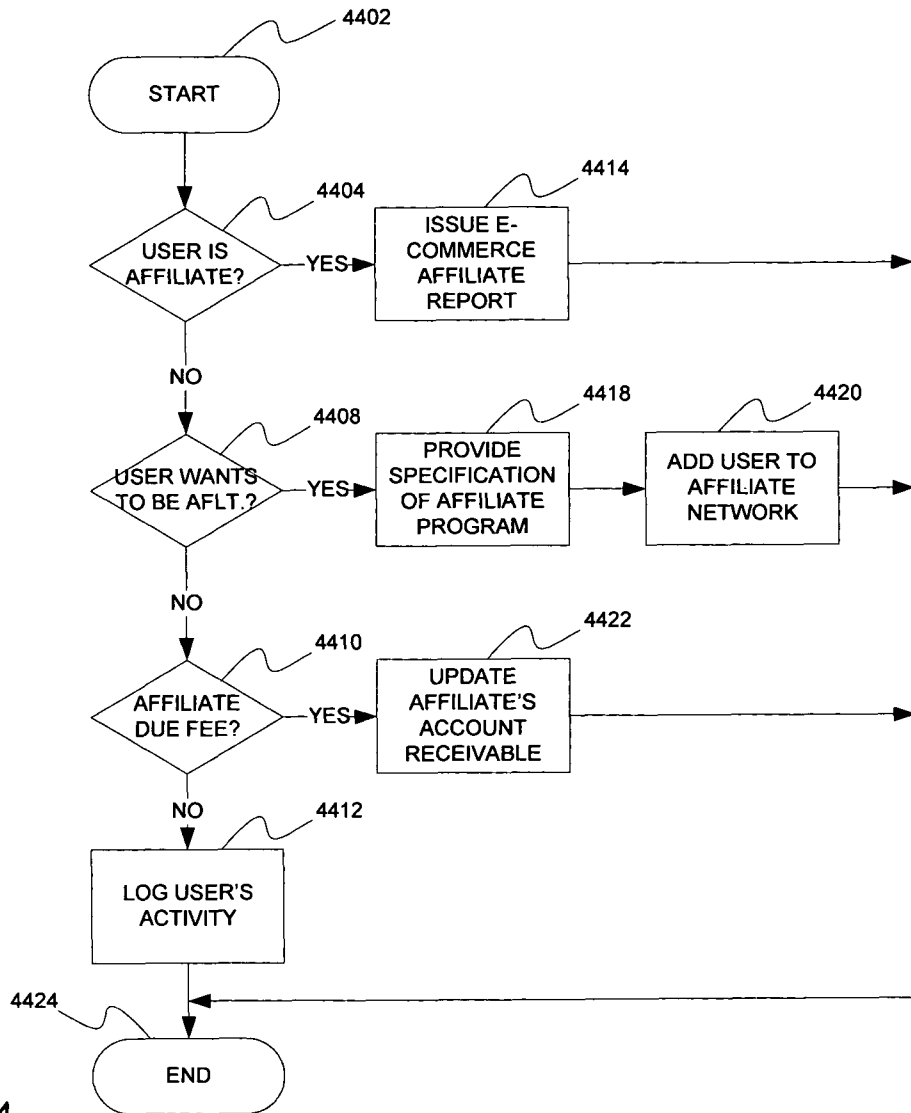 4402
START
4404
4414
USER IS
AFFILIATE?
YES
ISSUE E-
COMMERCE
AFFILIATE
REPORT
NO
4408
4418
4420
USER WANTS
TO BE AFLT.?
YES
PROVIDE
SPECIFICATION
OF AFFILIATE
PROGRAM
ADD USER TO
AFFILIATE
NETWORK
NO
4410
4422
AFFILIATE
DUE FEE?
YES
UPDATE
AFFILIATE'S
ACCOUNT
RECEIVABLE
NO
4412
LOG USER'S
ACTIVITY
4424
END